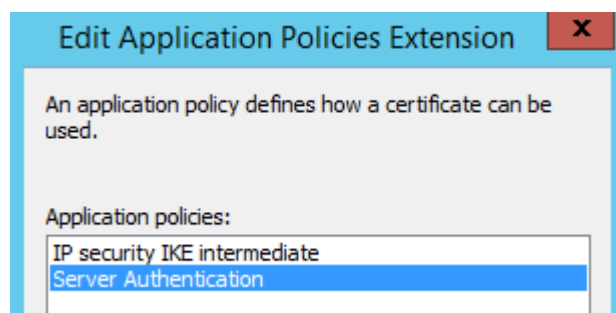 Edit Application Policies Extension
x
An application policy defines how a certificate can be
used.
Application policies:
IP security IKE intermediate
Server Authentication